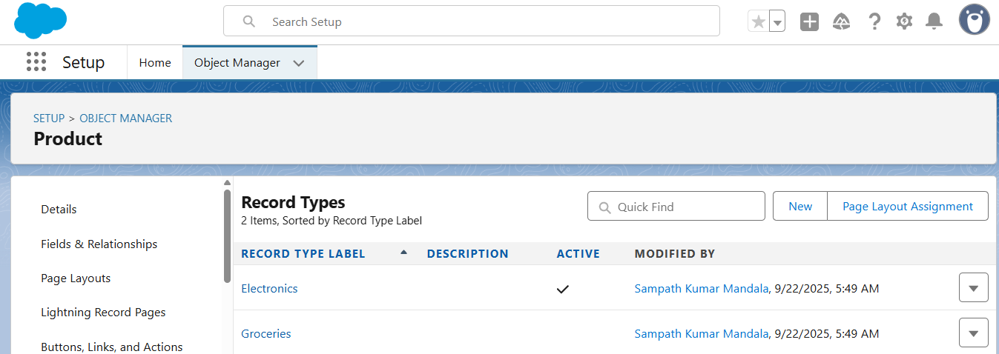 Search Setup
Setup Home Object Manager
SETUP > OBJECT MANAGER
Product
Details
Fields & Relationships
Page Layouts
Lightning Record Pages
Buttons, Links, and Actions
Record Types
2 Items, Sorted by Record Type Label
Quick Find New Page Layout Assignment
RECORD TYPE LABEL DESCRIPTION ACTIVE MODIFIED BY
Electronics Sampath Kumar Mandala, 9/22/2025, 5:49 AM
Groceries Sampath Kumar Mandala, 9/22/2025, 5:49 AM